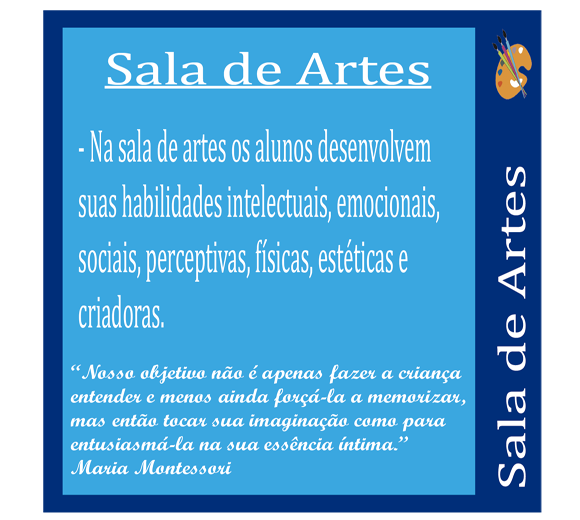 Sala de Artes
- Na sala de artes os alunos desenvolvem
suas habilidades intelectuais, emocionais,
sociais, perceptivas, físicas, estéticas e
criadoras.
“Nosso objetivo não é apenas fazer a criança
entender e menos ainda forçá-la a memorizar,
mas então tocar sua imaginação como para
entusiasmá-la na sua essência íntima.”
Maria Montessori
Sala de Artes